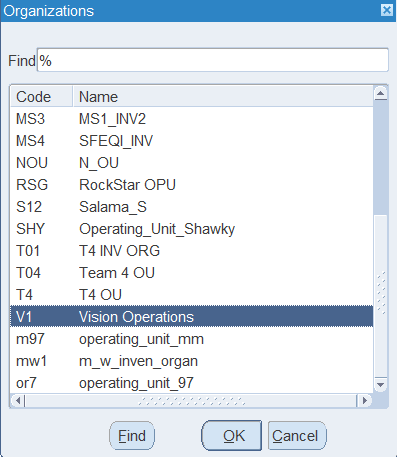 Organizations
Find %
Code Name
MS3 MS1_INV2
MS4 SFEQI_INV
NOU N_OU
RSG RockStar OPU
S12 Salama_S
SHY Operating_Unit_Shawky
T01 T4 INV ORG
T04 Team 4 OU
T4 T4 OU
V1 Vision Operations
m97 operating_unit_mm
mw1 m_w_inven_organ
or7 operating_unit_97
Find OK Cancel